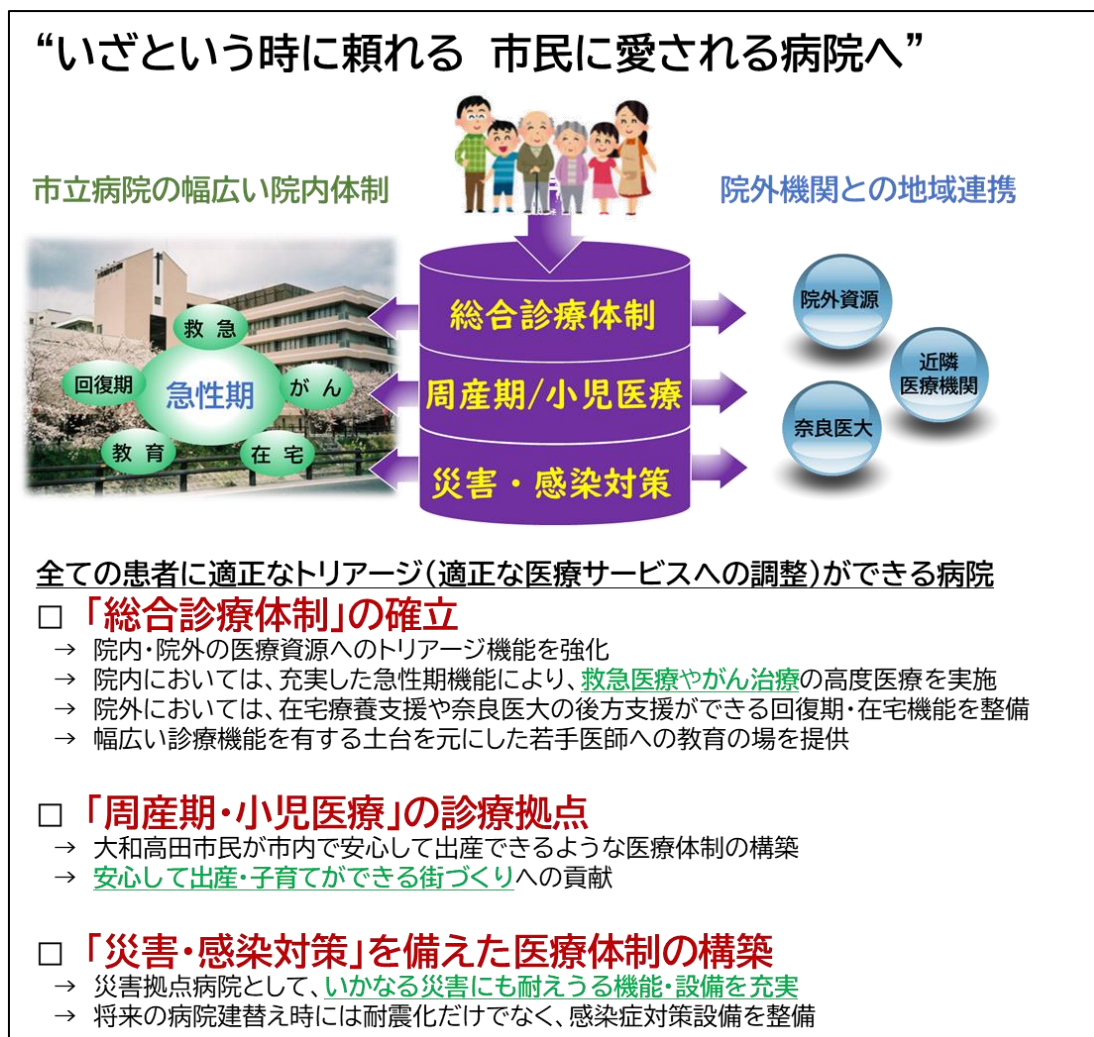 “いざという時に頼れる 市民に愛される病院へ”
市立病院の幅広い院内体制
院外機関との地域連携
救急
回復期
急性期
がん
教育
在宅
総合診療体制
周産期/小児医療
災害・感染対策
院外資源
近隣
医療機関
奈良医大
全ての患者に適正なトリアージ(適正な医療サービスへの調整)ができる病院
□ 「総合診療体制」の確立
→ 院内・院外の医療資源へのトリアージ機能を強化
→ 院内においては、充実した急性期機能により、救急医療やがん治療の高度医療を実施
→ 院外においては、在宅療養支援や奈良医大の後方支援ができる回復期・在宅機能を整備
→ 幅広い診療機能を有する土台を元にした若手医師への教育の場を提供
□ 「周産期・小児医療」の診療拠点
→ 大和高田市民が市内で安心して出産できるような医療体制の構築
→ 安心して出産・子育てができる街づくりへの貢献
□ 「災害・感染対策」を備えた医療体制の構築
→ 災害拠点病院として、いかなる災害にも耐えうる機能・設備を充実
→ 将来の病院建替え時には耐震化だけでなく、感染症対策設備を整備